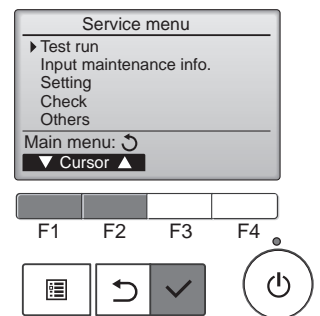 Service menu
Test run
Input maintenance info.
Setting
Check
Others
Main menu:
Cursor
F1 F2 F3 F4